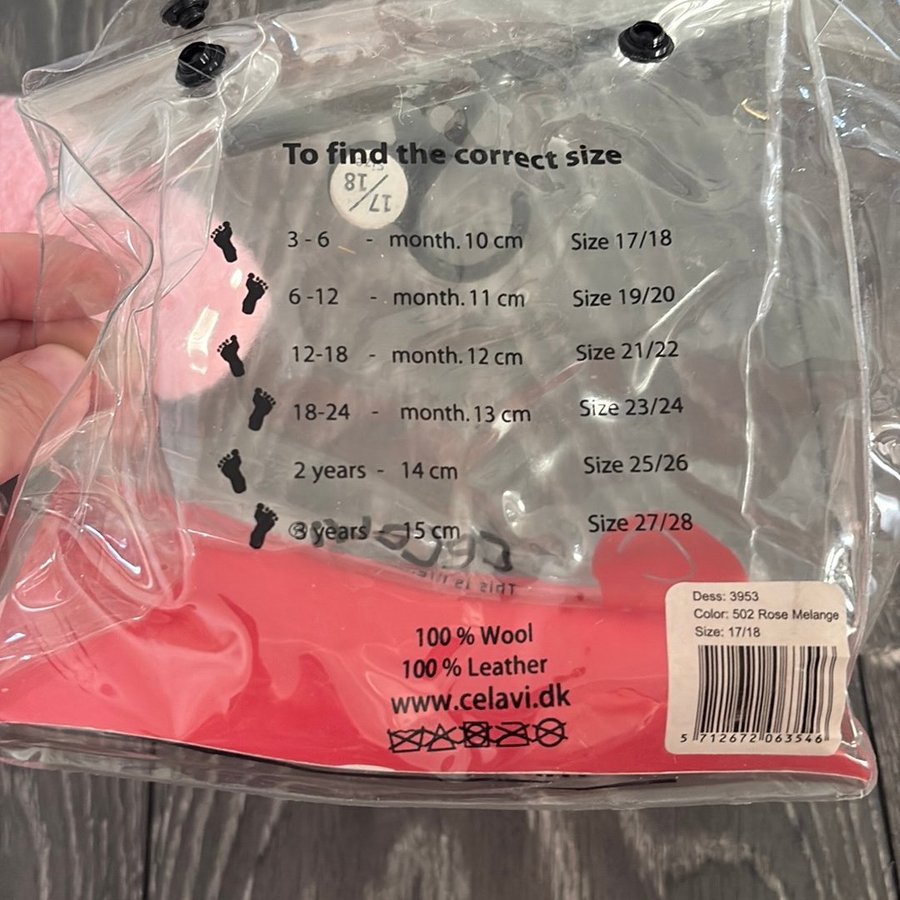 To find the correct size
Size
17/18
3 - 6 - month. 10 cm Size 17/18
6 -12 - month. 11 cm Size 19/20
12-18 - month. 12 cm Size 21/22
18-24 - month. 13 cm Size 23/24
2 years - 14 cm Size 25/26
3 years - 15 cm Size 27/28
This is
100 % Wool
100 % Leather
www.celavi.dk
Dess: 3953
Color: 502 Rose Melange
Size: 17/18
5 712672 063546